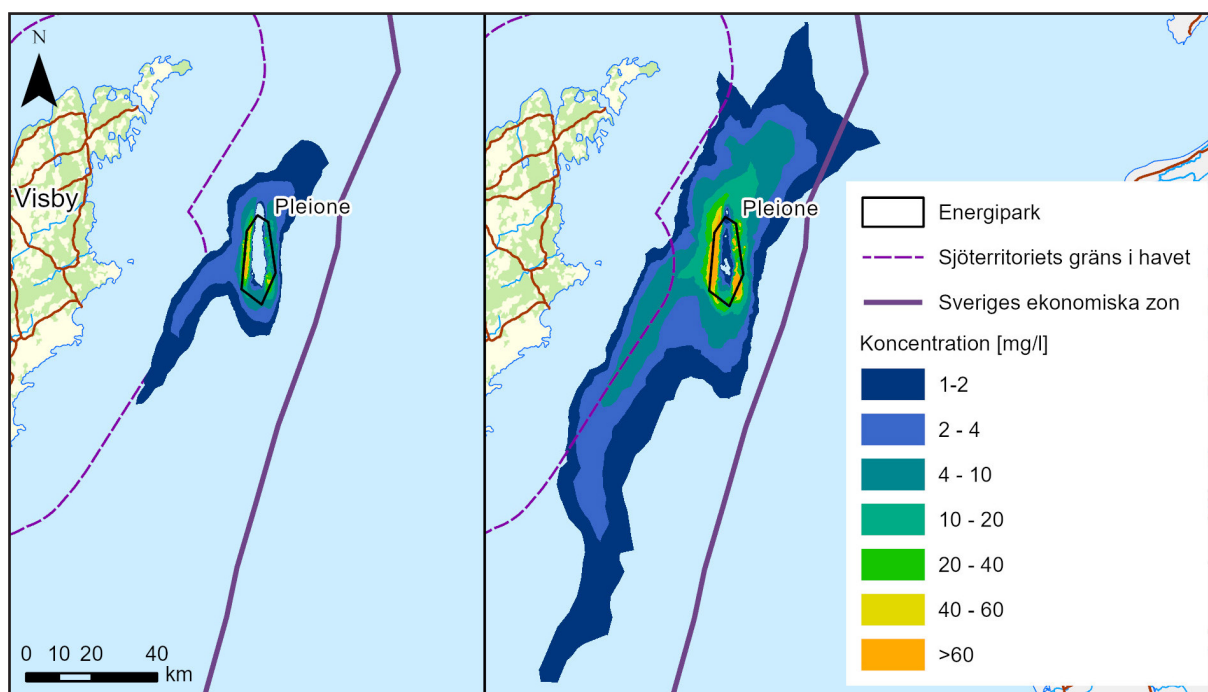 N
Visby
Pleione
0 10 20 40
km
Pleione
Energipark
Sjöterritoriets gräns i havet
Sveriges ekonomiska zon
Koncentration [mg/l]
1-2
2 - 4
4 - 10
10 - 20
20 - 40
40 - 60
>60